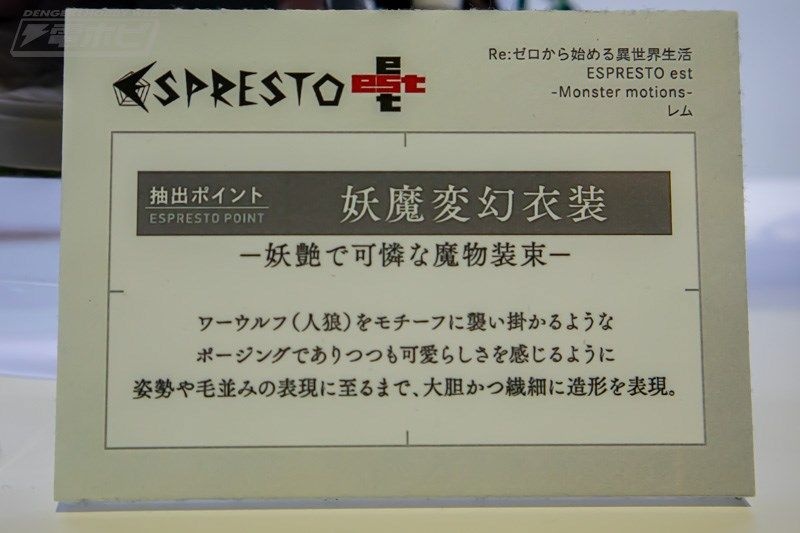 電ホビ
ESPRESTO est
est
Re:ゼロから始める異世界生活
ESPRESTO est
-Monster motions-
レム
抽出ポイント
ESPRESTO POINT
妖魔変幻衣装
−妖艶で可憐な魔物装束−
ワーウルフ（人狼）をモチーフに襲い掛かるような
ポージングでありつつも可愛らしさを感じるように
姿勢や毛並みの表現に至るまで、大胆かつ繊細に造形を表現。